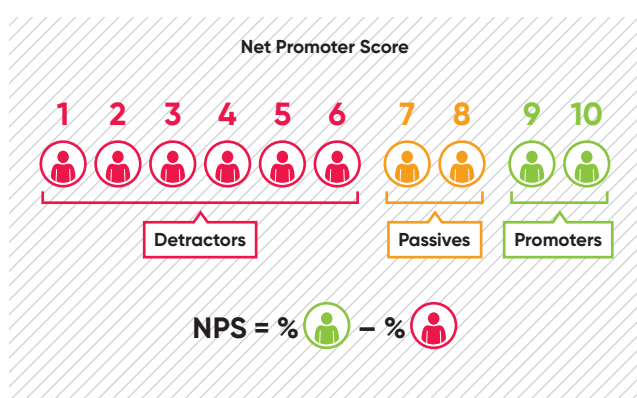 Net Promoter Score
1 2 3 4 5 6 7 8 9 10
Detractors Passives Promoters
NPS = % – %